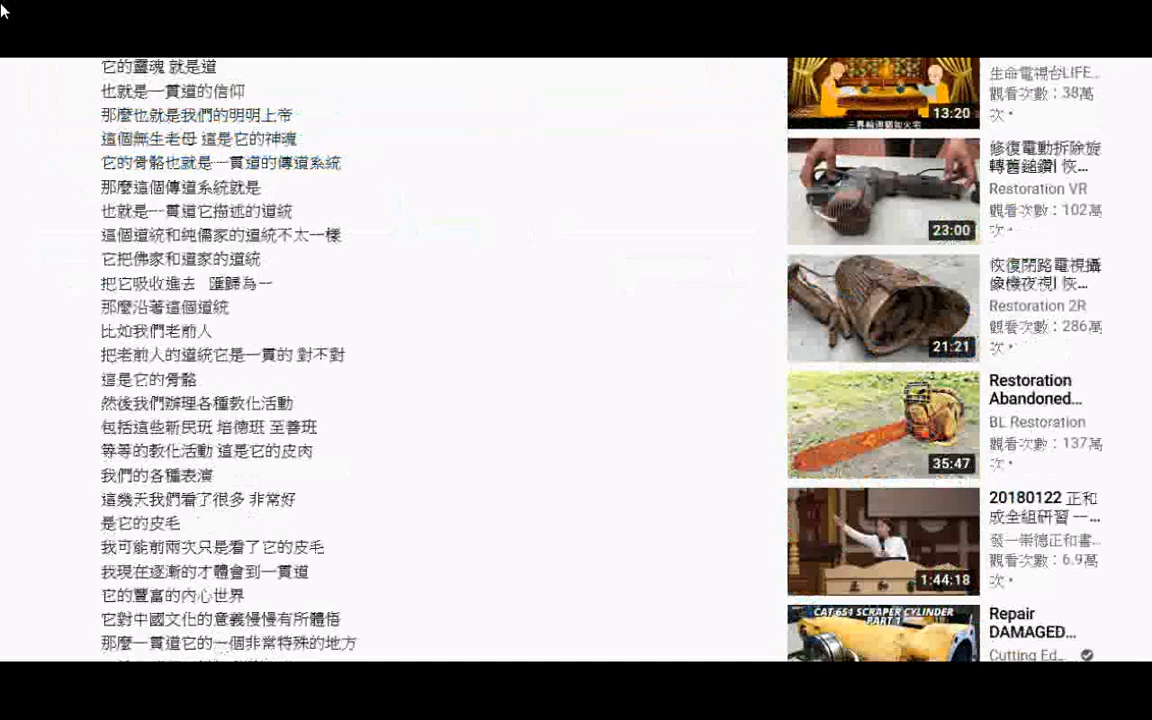 它的靈魂 就是道
也就是一貫道的信仰
那麼也就是我們的明明上帝
這個無生老母 這是它的神魂
它的骨骼也就是一貫道的傳道系統
那麼這個傳道系統就是
也就是一貫道它描述的道統
這個道統和純儒家的道統不太一樣
它把佛家和道家的道統
把它吸收進去 匯歸為一
那麼沿著這個道統
比如我們老前人
把老前人的道統它是一貫的 對不對
這是它的骨骼
然後我們辦理各種教化活動
包括這些新民班 培德班 至善班
等等的教化活動 這是它的皮肉
我們的各種表演
這幾天我們看了很多 非常好
是它的皮毛
我可能前兩次只是看了它的皮毛
我現在逐漸的才體會到一貫道
它的豐富的內心世界
它對中國文化的意義慢慢有所體悟
那麼一貫道它的一個非常特殊的地方
生命電視台LIFE...
觀看次數：38萬
次・
13:20
三界輪迴猶如火宅
修復電動拆除旋
轉舊鎚鑽| 恢...
Restoration VR
觀看次數：102萬
次・
23:00
恢復閉路電視攝
像機夜視| 恢...
Restoration 2R
觀看次數：286萬
次・
21:21
Restoration
Abandoned...
BL Restoration
觀看次數：137萬
次・
35:47
20180122 正和
成全組研習 一...
發一崇德正和書...
觀看次數：6.9萬
次・
1:44:18
CAT 651 SCRAPER CYLINDER
PART 1
Repair
DAMAGED...
Cutting Ed...